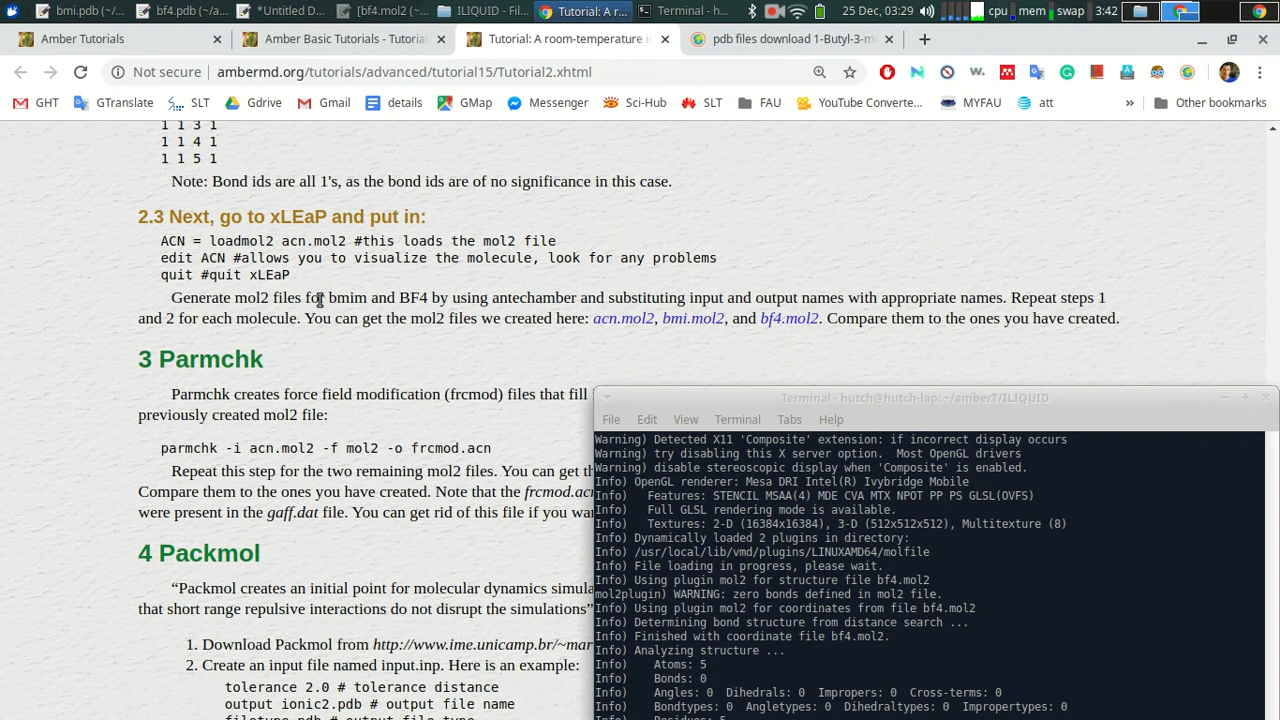 bmi.pdb (~/...
bf4.pdb (~/a...
*Untitled D...
[bf4.mol2 (~...
ILIQUID - Fi...
Tutorial: A r...
Terminal - h...
25 Dec, 03:29
cpu
mem
swap
3:42
Amber Tutorials
Amber Basic Tutorials - Tutorial
Tutorial: A room-temperature i
pdb files download 1-Butyl-3-m
Not secure
ambermd.org/tutorials/advanced/tutorial15/Tutorial2.xhtml
GHT
GTranslate
SLT
Gdrive
Gmail
details
GMap
Messenger
Sci-Hub
SLT
FAU
YouTube Converte...
MYFAU
att
»
Other bookmarks
1 1 3 1
1 1 4 1
1 1 5 1
Note: Bond ids are all 1's, as the bond ids are of no significance in this case.
2.3 Next, go to xLEaP and put in:
ACN = loadmol2 acn.mol2 #this loads the mol2 file
edit ACN #allows you to visualize the molecule, look for any problems
quit #quit xLEaP
Generate mol2 files for bmim and BF4 by using antechamber and substituting input and output names with appropriate names. Repeat steps 1
and 2 for each molecule. You can get the mol2 files we created here: acn.mol2, bmi.mol2, and bf4.mol2. Compare them to the ones you have created.
3 Parmchk
Parmchk creates force field modification (frcmod) files that fill
previously created mol2 file:
parmchk -i acn.mol2 -f mol2 -o frcmod.acn
Repeat this step for the two remaining mol2 files. You can get th
Compare them to the ones you have created. Note that the frcmod.acn
were present in the gaff.dat file. You can get rid of this file if you wa
4 Packmol
“Packmol creates an initial point for molecular dynamics simula
that short range repulsive interactions do not disrupt the simulations”
1. Download Packmol from http://www.ime.unicamp.br/~mar
2. Create an input file named input.inp. Here is an example:
tolerance 2.0 # tolerance distance
output ionic2.pdb # output file name
filetype pdb # output file type
Terminal - hutch@hutch-lap: ~/amberT/ILIQUID
File Edit View Terminal Tabs Help
Warning) Detected X11 'Composite' extension: if incorrect display occurs
Warning) try disabling this X server option.  Most OpenGL drivers
Warning) disable stereoscopic display when 'Composite' is enabled.
Info) OpenGL renderer: Mesa DRI Intel(R) Ivybridge Mobile
Info)   Features: STENCIL MSAA(4) MDE CVA MTX NPOT PP PS GLSL(OVFS)
Info)   Full GLSL rendering mode is available.
Info)   Textures: 2-D (16384x16384), 3-D (512x512x512), Multitexture (8)
Info) Dynamically loaded 2 plugins in directory:
Info) /usr/local/lib/vmd/plugins/LINUXAMD64/molfile
Info) File loading in progress, please wait.
Info) Using plugin mol2 for structure file bf4.mol2
mol2plugin) WARNING: zero bonds defined in mol2 file.
Info) Using plugin mol2 for coordinates from file bf4.mol2
Info) Determining bond structure from distance search ...
Info) Finished with coordinate file bf4.mol2.
Info) Analyzing structure ...
Info)    Atoms: 5
Info)    Bonds: 0
Info)    Angles: 0  Dihedrals: 0  Impropers: 0  Cross-terms: 0
Info)    Bondtypes: 0  Angletypes: 0  Dihedraltypes: 0  Impropertypes: 0
Info)    Residues: 5